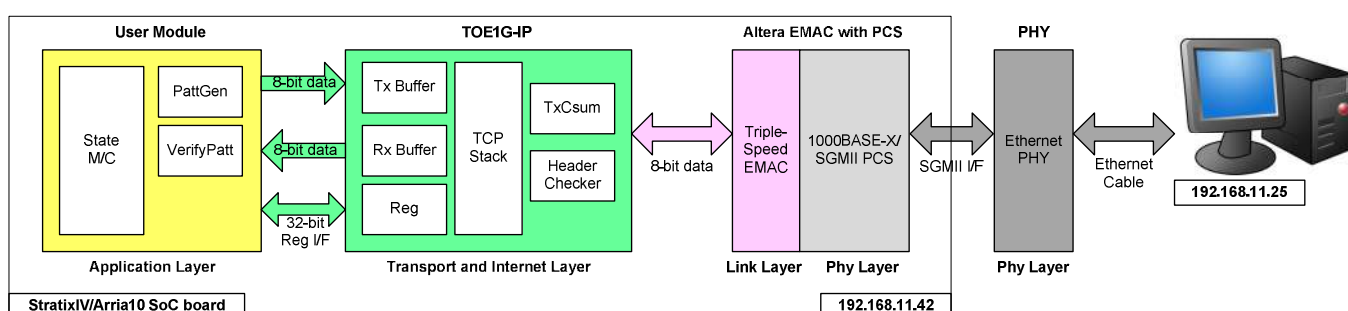 User Module
TOE1G-IP
Altera EMAC with PCS
PHY
State
M/C
PattGen
VerifyPatt
8-bit data
8-bit data
32-bit
Reg I/F
Tx Buffer
Rx Buffer
Reg
TCP
Stack
TxCsum
Header
Checker
8-bit data
Triple-
Speed
EMAC
1000BASE-X/
SGMII PCS
SGMII I/F
Ethernet
PHY
Ethernet
Cable
192.168.11.25
Application Layer
Transport and Internet Layer
Link Layer
Phy Layer
Phy Layer
StratixIV/Arria10 SoC board
192.168.11.42